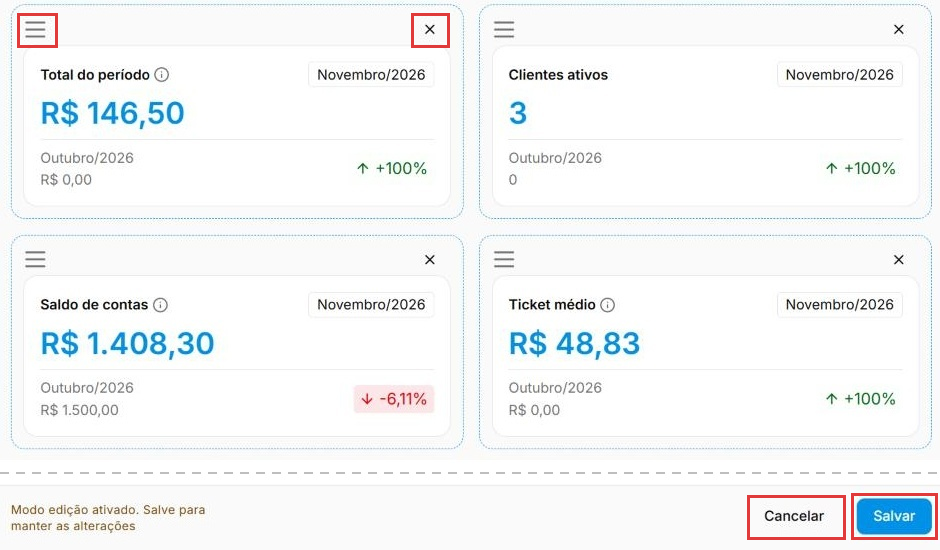 Total do período
Novembro/2026
R$ 146,50
Outubro/2026
R$ 0,00
+100%
Clientes ativos
Novembro/2026
3
Outubro/2026
0
+100%
Saldo de contas
Novembro/2026
R$ 1.408,30
Outubro/2026
R$ 1.500,00
-6,11%
Ticket médio
Novembro/2026
R$ 48,83
Outubro/2026
R$ 0,00
+100%
Modo edição ativado. Salve para
manter as alterações
Cancelar
Salvar